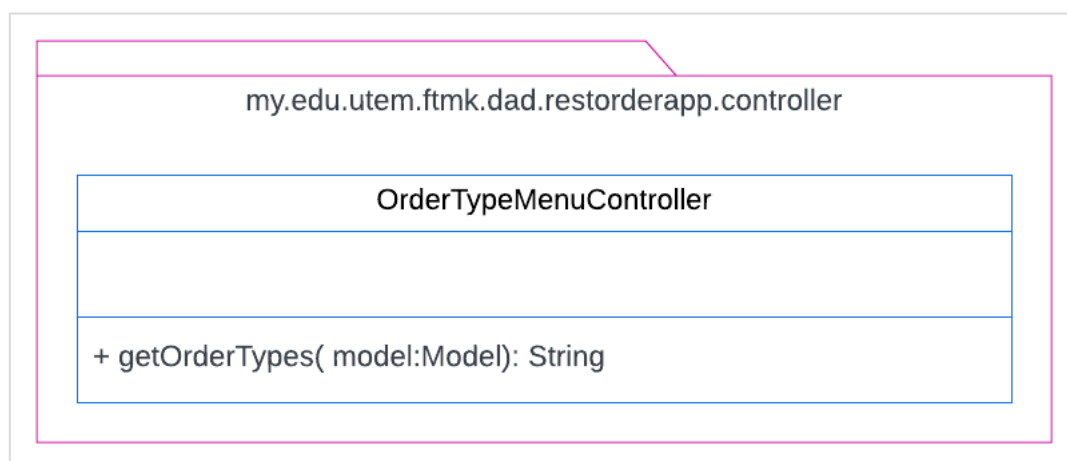 my.edu.utem.ftmk.dad.restorderapp.controller
OrderTypeMenuController
+ getOrderTypes( model:Model): String